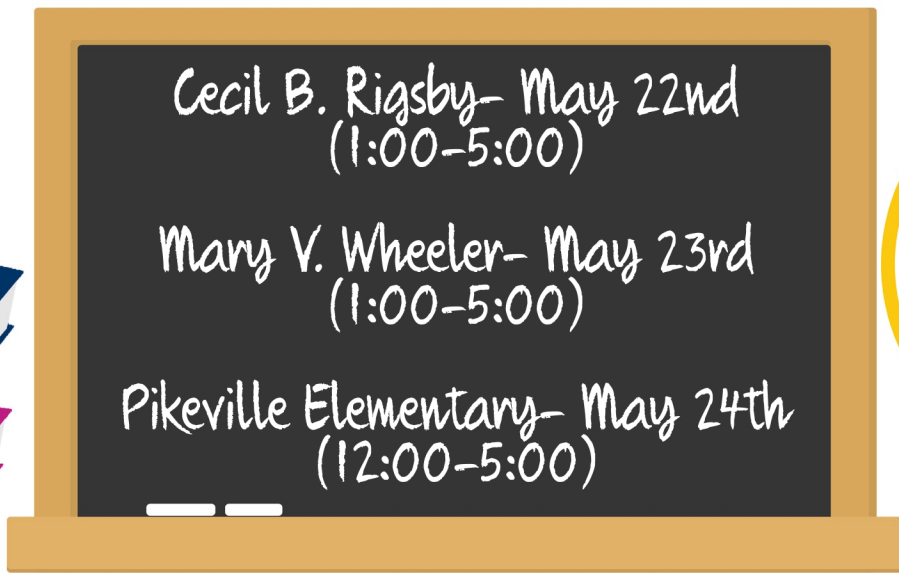 Cecil B. Rigsby- May 22nd
(1:00-5:00)
Mary V. Wheeler- May 23rd
(1:00-5:00)
Pikeville Elementary- May 24th
(12:00-5:00)